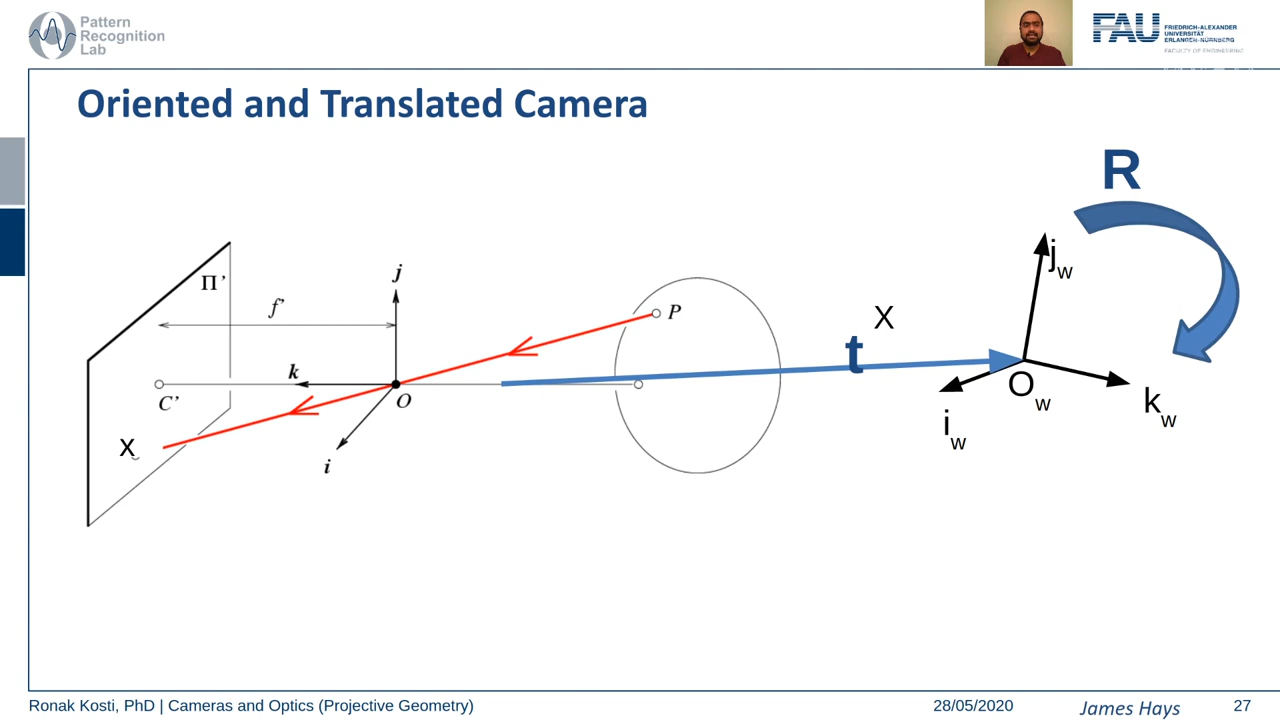 Pattern
Recognition
Lab
FAU
FRIEDRICH-ALEXANDER
UNIVERSITÄT
ERLANGEN-NÜRNBERG
FACULTY OF ENGINEERING
Oriented and Translated Camera
R
Π’
f’
j
P
X
t
j w
k
C’
O
O w
k w
i w
x
i
Ronak Kosti, PhD | Cameras and Optics (Projective Geometry)
28/05/2020
James Hays
27